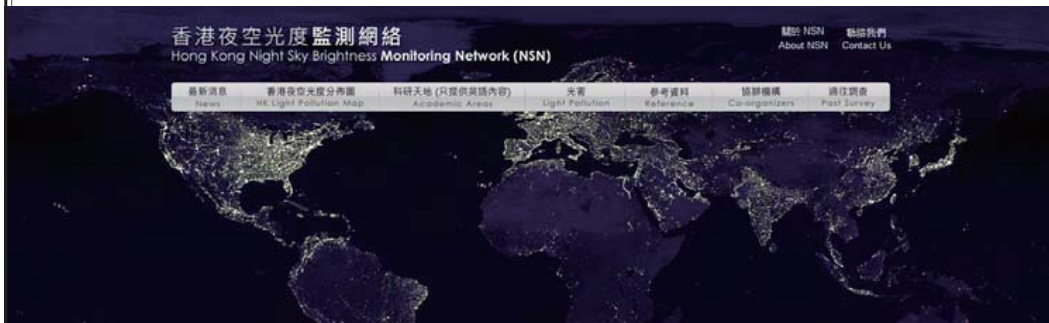 香港夜空光度監測網絡
Hong Kong Night Sky Brightness Monitoring Network (NSN)
關於 NSN 聯絡我們
About NSN Contact Us
最新消息 香港夜空光度分佈圖 科研天地 (只提供英語內容) 光害 參考資料 協辦機構 過往調查
News HK Light Pollution Map Academic Areas Light Pollution Reference Co-organizers Past Survey